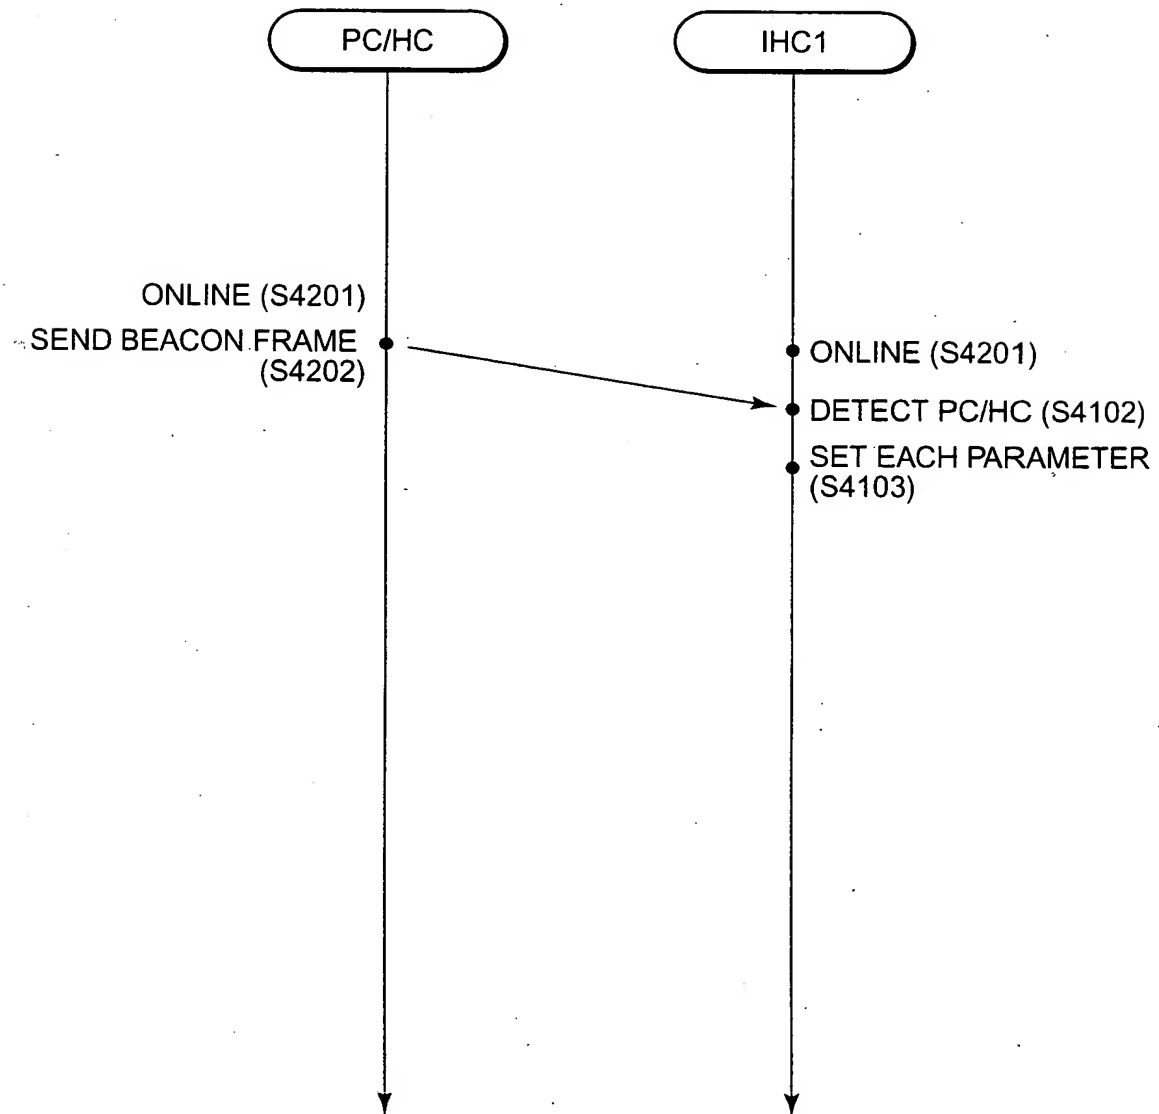 PC/HC
IHC1
ONLINE (S4201)
SEND BEACON FRAME
(S4202)
ONLINE (S4201)
DETECT PC/HC (S4102)
SET EACH PARAMETER
(S4103)